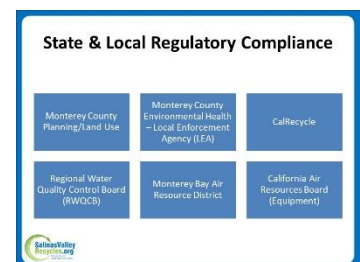 State & Local Regulatory Compliance
Monterey County
Planning/Land Use
Monterey County
Environmental Health
– Local Enforcement
Agency (LEA)
CalRecycle
Regional Water
Quality Control Board
(RWQCB)
Monterey Bay Air
Resource District
California Air
Resources Board
(Equipment)
SalinasValley
Recycles.org